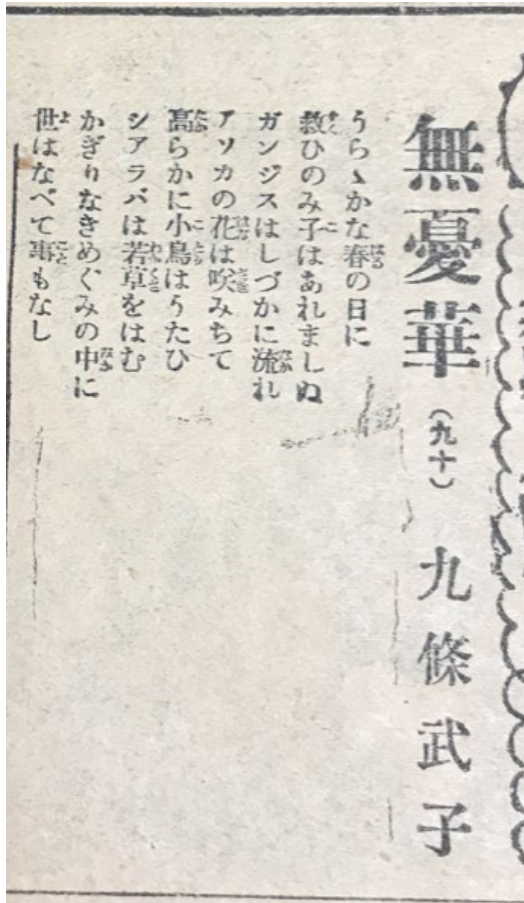 無憂華（九十）　九條武子
うらゝかな春の日に
救ひのみ子はあれましぬ
ガンジスはしづかに流れ
アソカの花は咲みちて
高らかに小鳥はうたひ
シアラバは若草をはむ
かぎりなきめぐみの中に
世はなべて事もなし